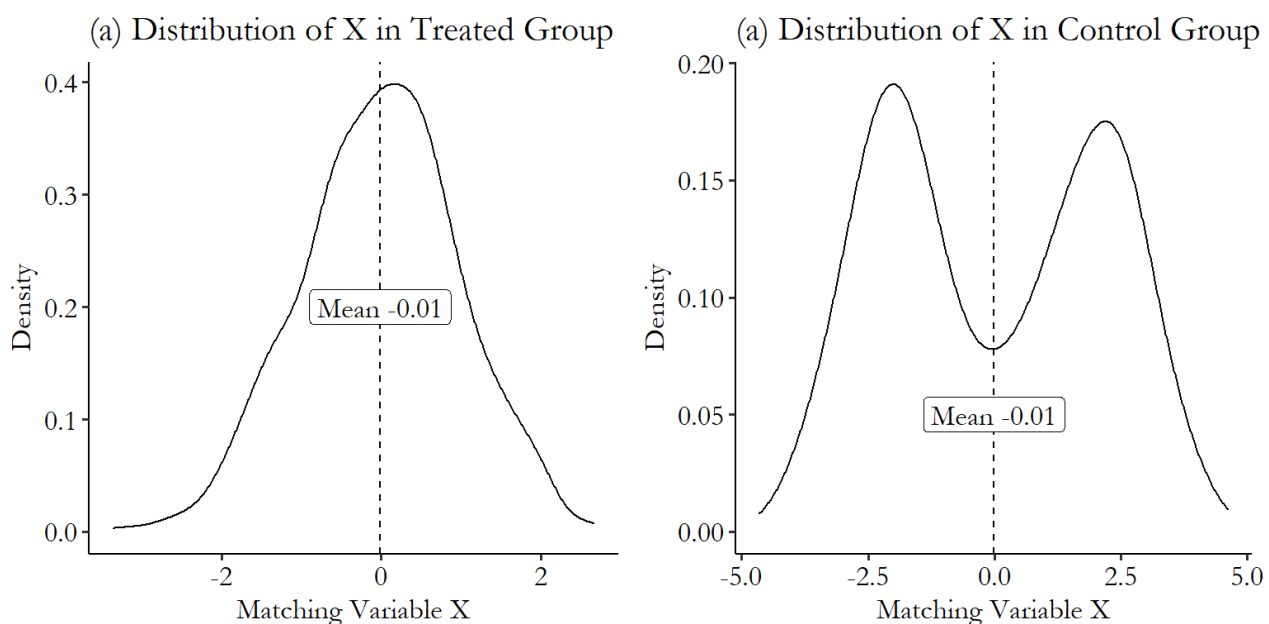 (a) Distribution of X in Treated Group
0.4
0.3
0.2
0.1
0.0
Density
Mean -0.01
-2
0
2
Matching Variable X
(a) Distribution of X in Control Group
0.20
0.15
0.10
0.05
0.00
Density
Mean -0.01
-5.0
-2.5
0.0
2.5
5.0
Matching Variable X